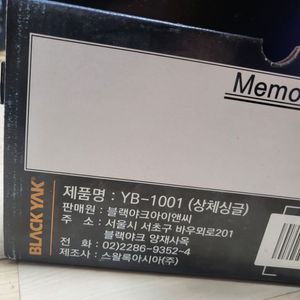 Memo
BLACKYAK
제품명 : YB-1001 (상체싱글)
판매원 : 블랙야크아이앤씨
주소 : 서울시 서초구 바우뫼로201
블랙야크 양재사옥
전화 : 02)2286-9352~4
제조사 : 스왈록아시아(주)